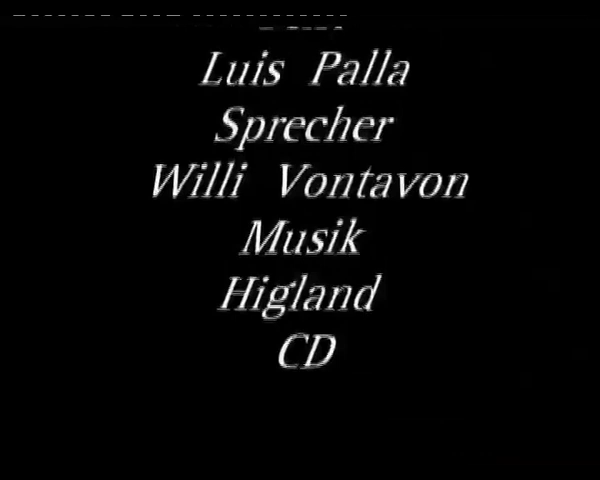 Luis Palla
Sprecher
Willi Vontavon
Musik
Higland
CD